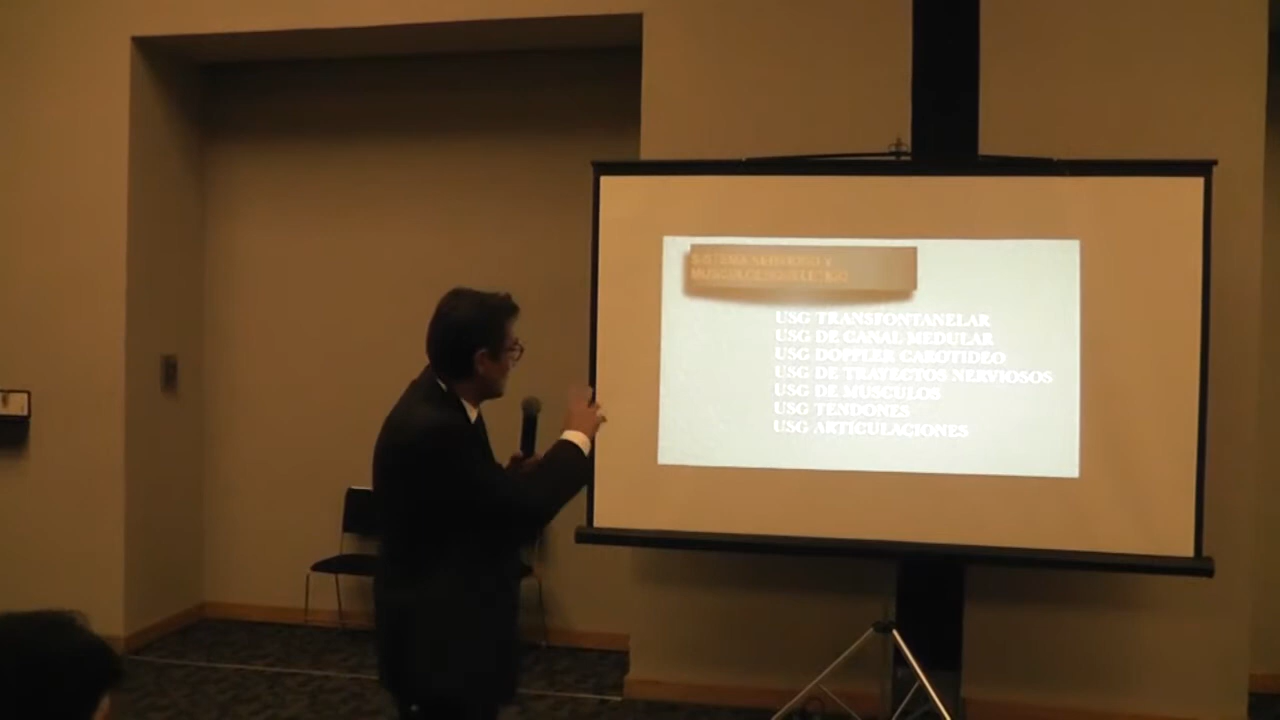 SISTEMA NERVIOSO Y
MUSCULOESQUELETICO
USG TRANSFONTANELAR
USG DE CANAL MEDULAR
USG DOPPLER CAROTIDEO
USG DE TRAYECTOS NERVIOSOS
USG DE MUSCULOS
USG TENDONES
USG ARTICULACIONES